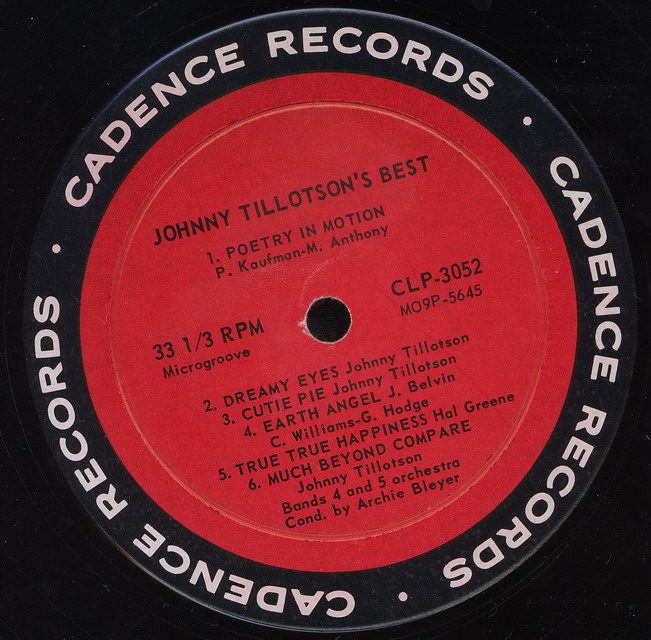 CADENCE RECORDS • CADENCE RECORDS • CADENCE RECORDS •
JOHNNY TILLOTSON'S BEST
1. POETRY IN MOTION
P. Kaufman-M. Anthony
CLP-3052
MO9P-5645
33 1/3 RPM
Microgroove
2. DREAMY EYES Johnny Tillotson
3. CUTIE PIE Johnny Tillotson
4. EARTH ANGEL J. Belvin
C. Williams-G. Hodge
5. TRUE TRUE HAPPINESS Hal Greene
6. MUCH BEYOND COMPARE
Johnny Tillotson
Bands 4 and 5 orchestra
Cond. by Archie Bleyer